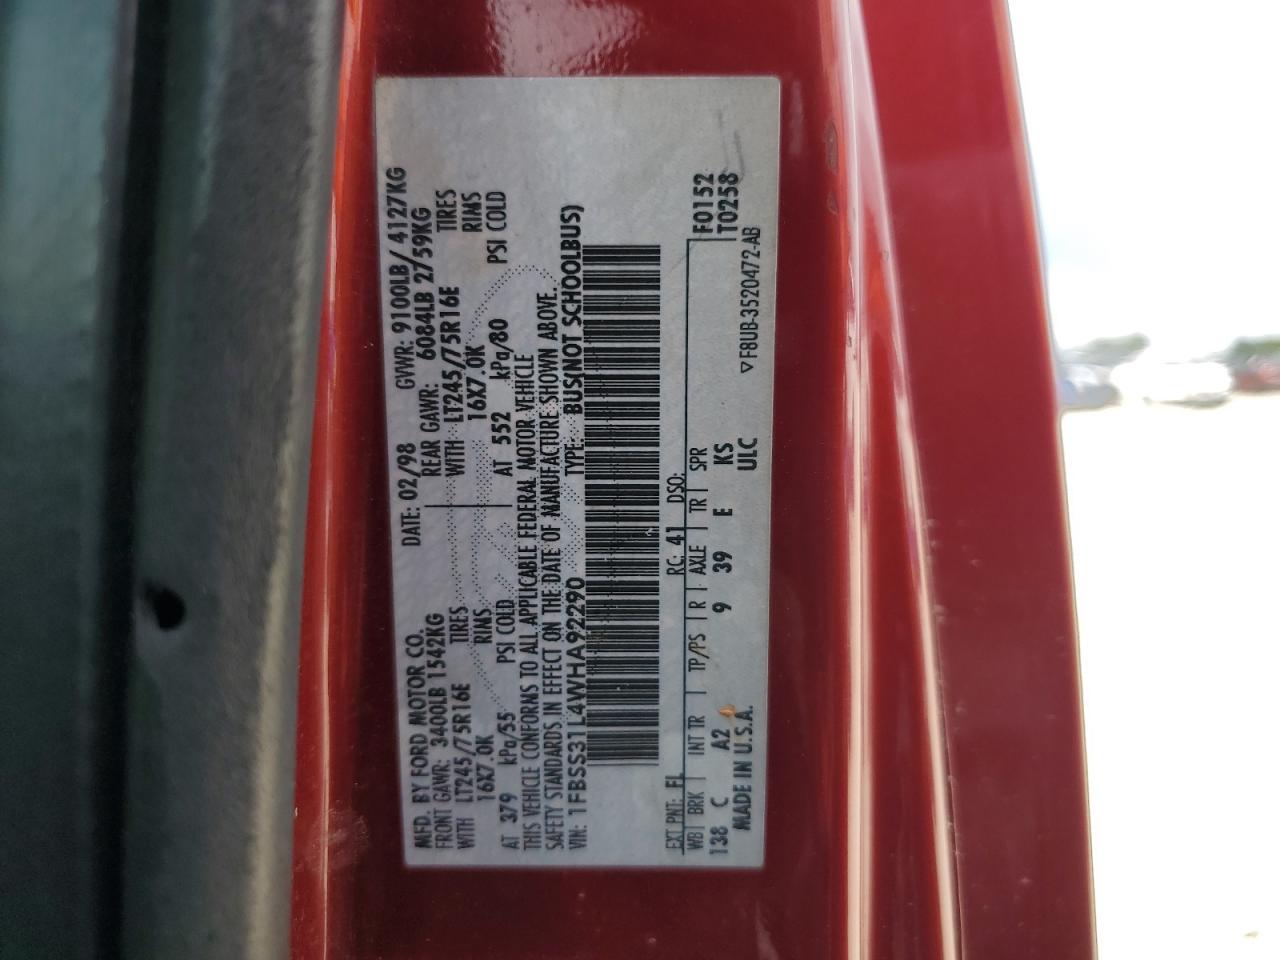 MFD. BY FORD MOTOR CO.
DATE: 02/98 GVWR: 9100LB/ 4127KG
FRONT GAWR: 3400LB 1542KG REAR GAWR: 6084LB 2759KG
WITH LT245/75R16E TIRES WITH LT245/75R16E TIRES
16X7.0K RIMS 16X7.0K RIMS
AT 379 kPa/55 PSI COLD AT 552 kPa/80 PSI COLD
THIS VEHICLE CONFORMS TO ALL APPLICABLE FEDERAL MOTOR VEHICLE
SAFETY STANDARDS IN EFFECT ON THE DATE OF MANUFACTURE SHOWN ABOVE.
VIN: 1FBSS31L4WHA92290 TYPE: BUS(NOT SCHOOLBUS)
EXT PNT: FL RC: 41 DSO: F0152
WB BRK INT TR TP/PS R AXLE TR SPR T0258
138 C A2 9 39 E KS
MADE IN U.S.A. ULC ▽F8UB-3520472-AB